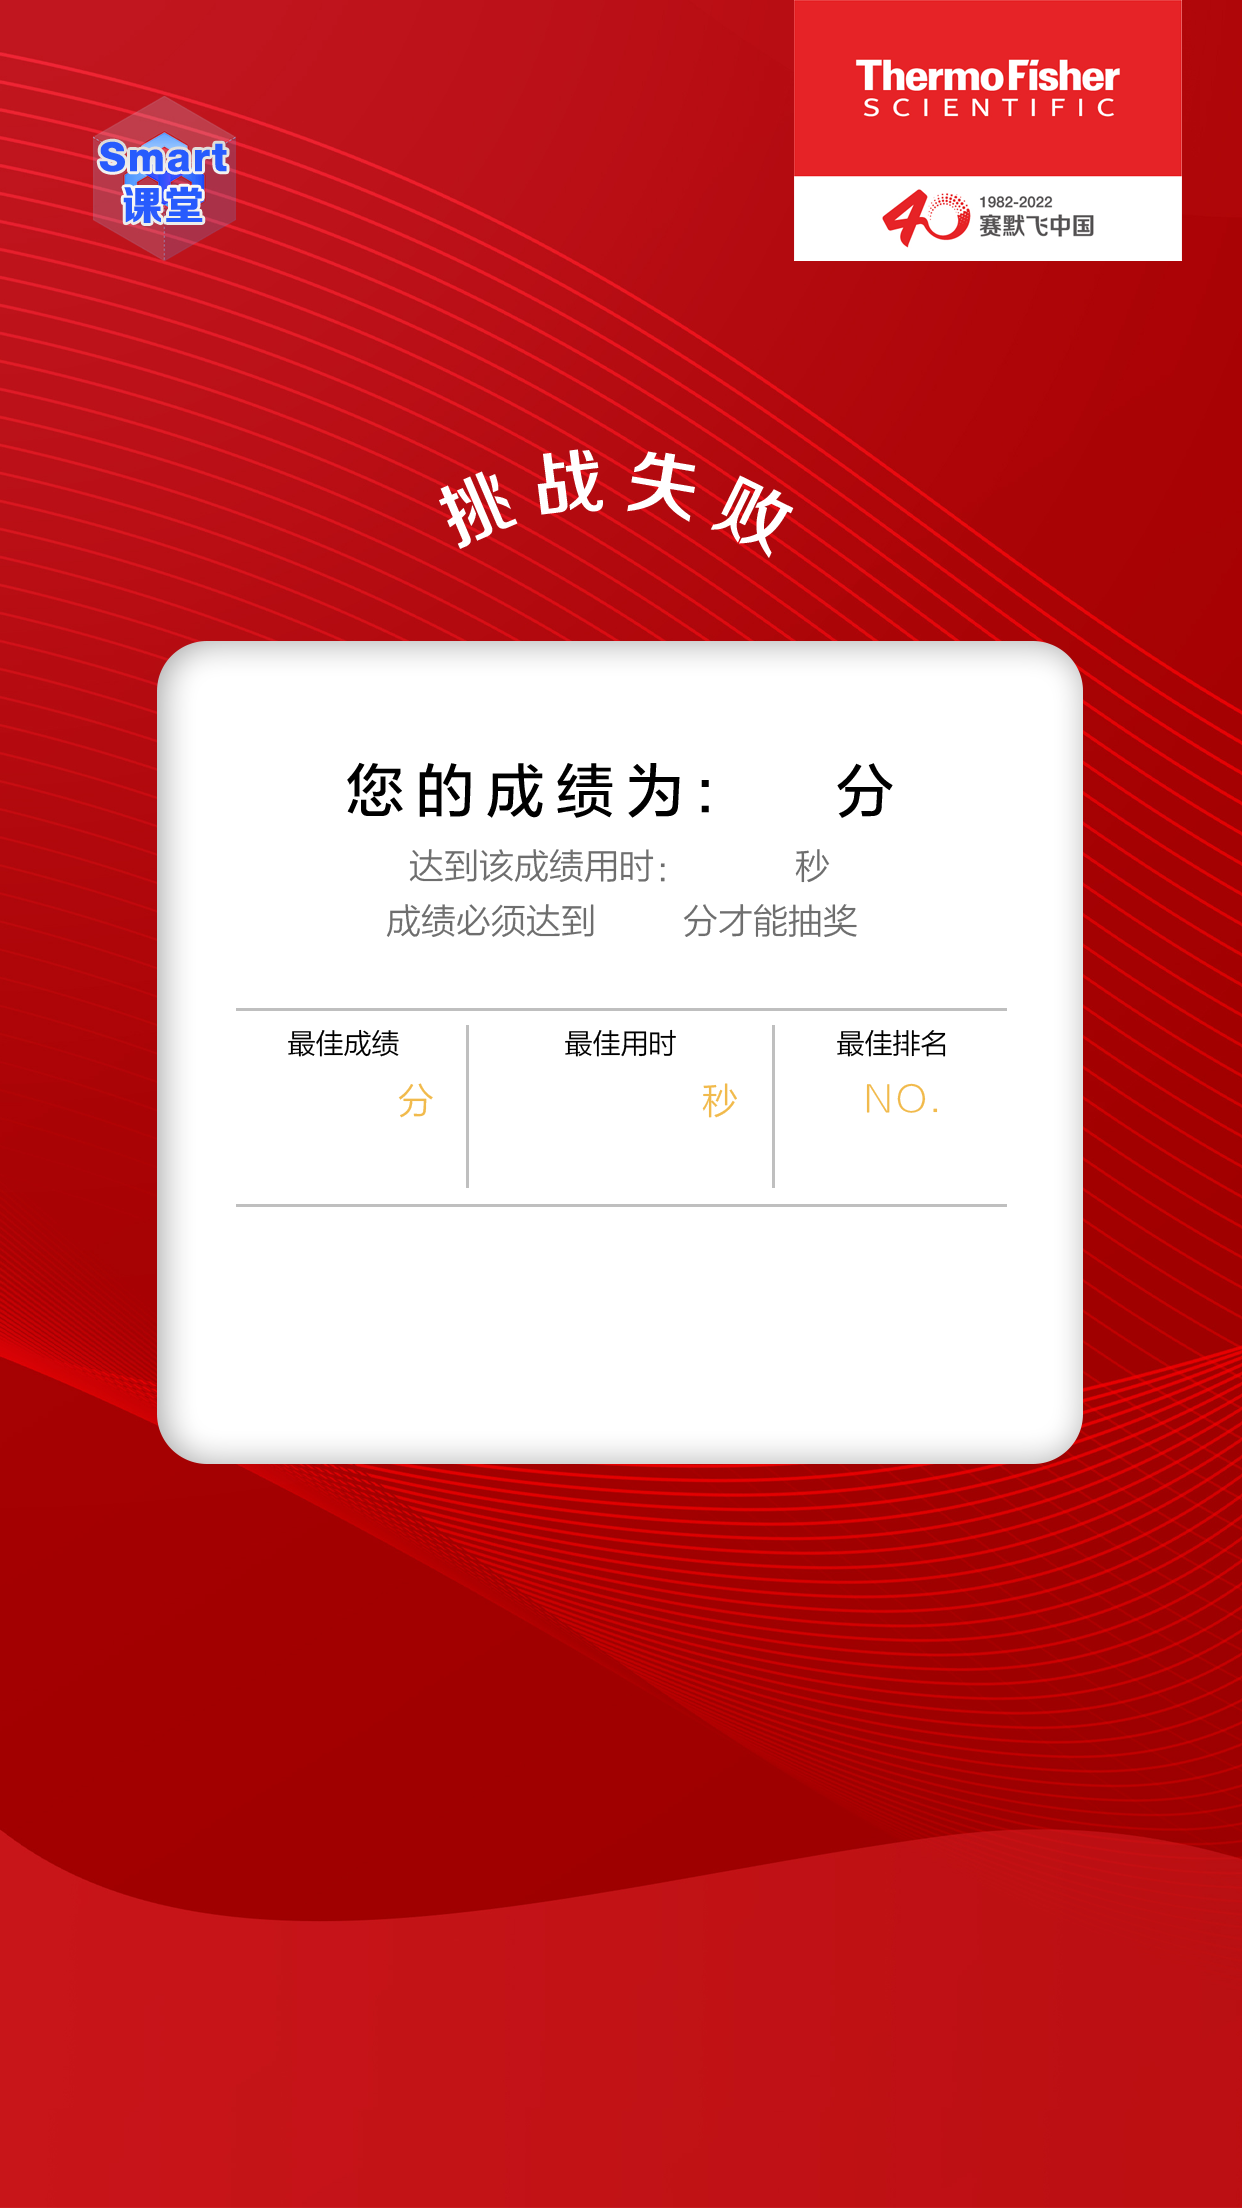 Smart
课堂
ThermoFisher
SCIENTIFIC
40 1982-2022
赛默飞中国
挑战失败
您的成绩为： 分
达到该成绩用时： 秒
成绩必须达到 分才能抽奖
最佳成绩 最佳用时 最佳排名
分 秒 NO.